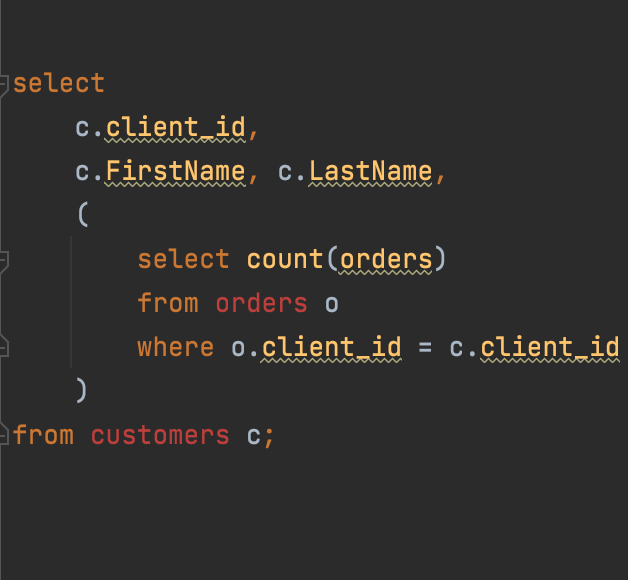 select
c.client_id,
c.FirstName, c.LastName,
(
select count(orders)
from orders o
where o.client_id = c.client_id
)
from customers c;